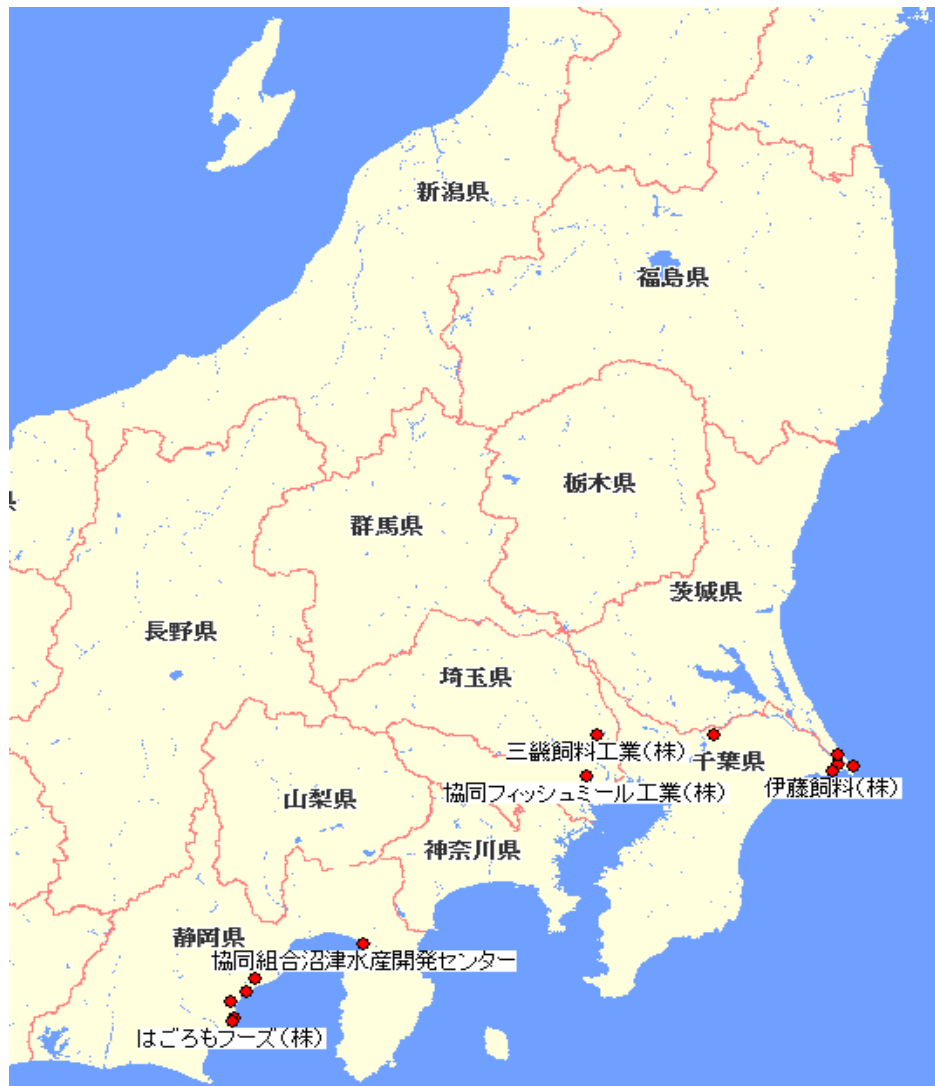 新潟県
福島県
栃木県
群馬県
茨城県
長野県
埼玉県
三畿飼料工業(株)
千葉県
協同フィッシュミール工業(株)
伊藤飼料(株)
山梨県
神奈川県
静岡県
協同組合沼津水産開発センター
はごろもフーズ(株)